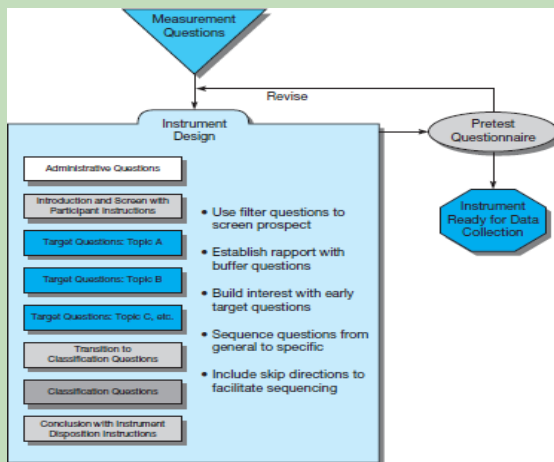 Measurement
Questions
Revise
Instrument
Design
Pretest
Questionnaire
Administrative Questions
Introduction and Screen with
Participant Instructions
Target Questions: Topic A
Target Questions: Topic B
Target Questions: Topic C, etc.
Transition to
Classification Questions
Classification Questions
Conclusion with Instrument
Disposition Instructions
• Use filter questions to
screen prospect
• Establish rapport with
buffer questions
• Build interest with early
target questions
• Sequence questions from
general to specific
• Include skip directions to
facilitate sequencing
Instrument
Ready for Data
Collection